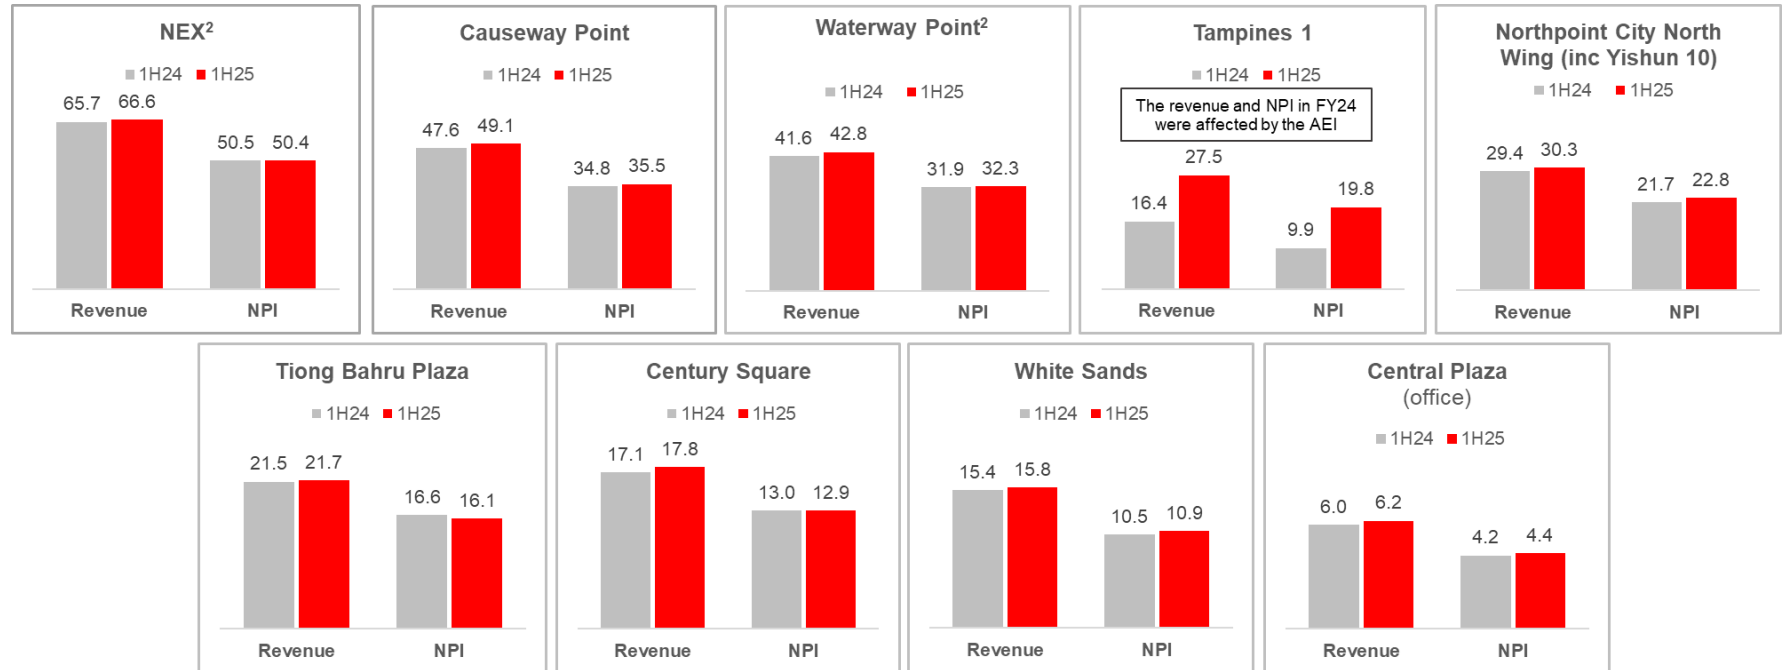 NEX²
1H24 1H25
65.7 66.6
50.5 50.4
Revenue NPI
Causeway Point
1H24 1H25
47.6 49.1
34.8 35.5
Revenue NPI
Waterway Point²
1H24 1H25
41.6 42.8
31.9 32.3
Revenue NPI
Tampines 1
1H24 1H25
The revenue and NPI in FY24
were affected by the AEI
27.5
16.4
19.8
9.9
Revenue NPI
Northpoint City North
Wing (inc Yishun 10)
1H24 1H25
29.4 30.3
21.7 22.8
Revenue NPI
Tiong Bahru Plaza
1H24 1H25
21.5 21.7
16.6 16.1
Revenue NPI
Century Square
1H24 1H25
17.1 17.8
13.0 12.9
Revenue NPI
White Sands
1H24 1H25
15.4 15.8
10.5 10.9
Revenue NPI
Central Plaza
(office)
1H24 1H25
6.0 6.2
4.2 4.4
Revenue NPI